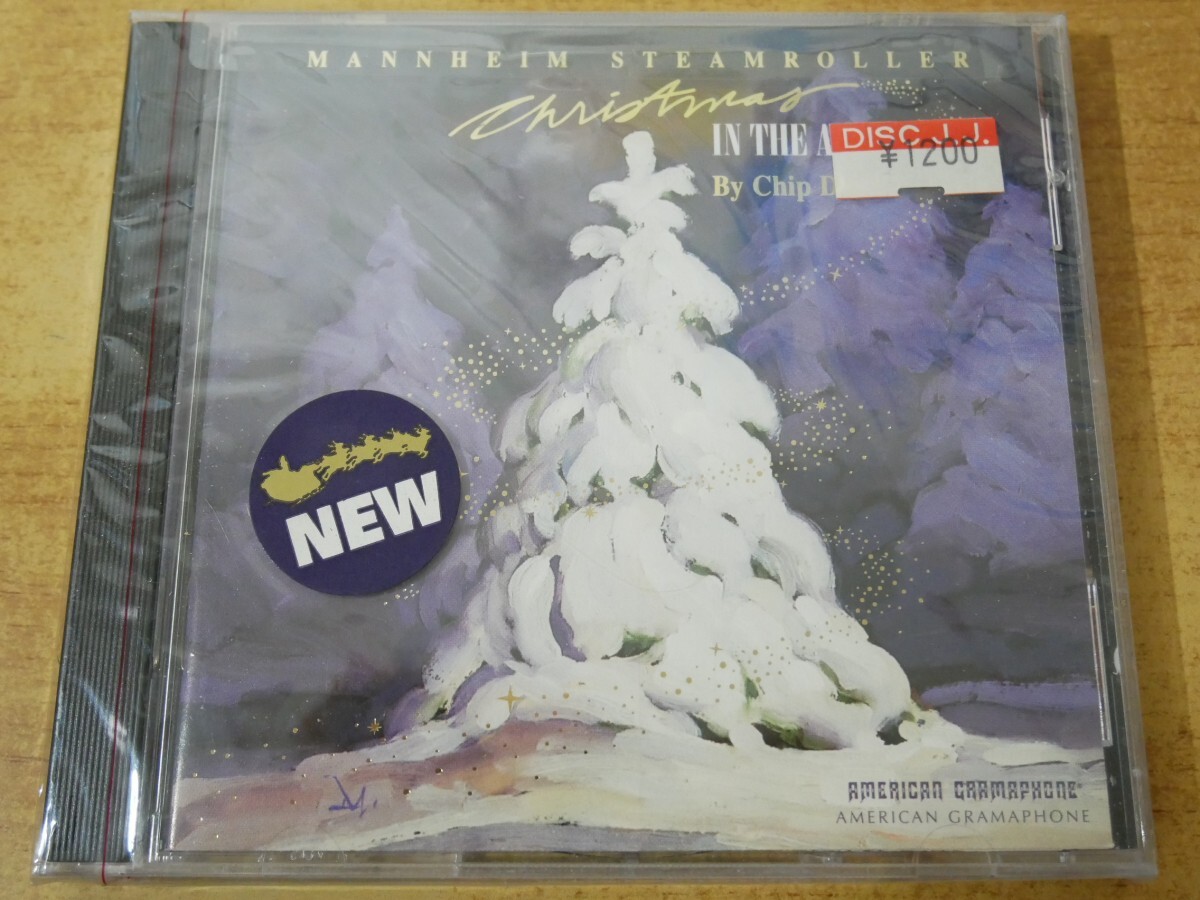 MANNHEIM STEAMROLLER
Christmas
IN THE A
By Chip D
DISC J.J.
¥1200
NEW
AMERICAN GRAMAPHONE
AMERICAN GRAMAPHONE